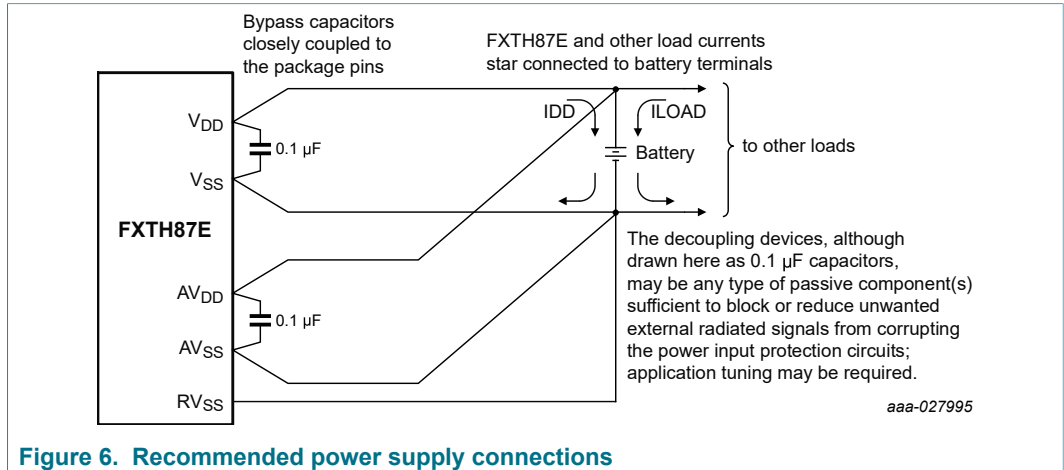 Bypass capacitors
closely coupled to
the package pins
FXTH87E and other load currents
star connected to battery terminals
VDD
0.1 µF
VSS
IDD
ILOAD
Battery
to other loads
FXTH87E
AVDD
0.1 µF
AVSS
RVSS
The decoupling devices, although
drawn here as 0.1 µF capacitors,
may be any type of passive component(s)
sufficient to block or reduce unwanted
external radiated signals from corrupting
the power input protection circuits;
application tuning may be required.
aaa-027995
Figure 6. Recommended power supply connections